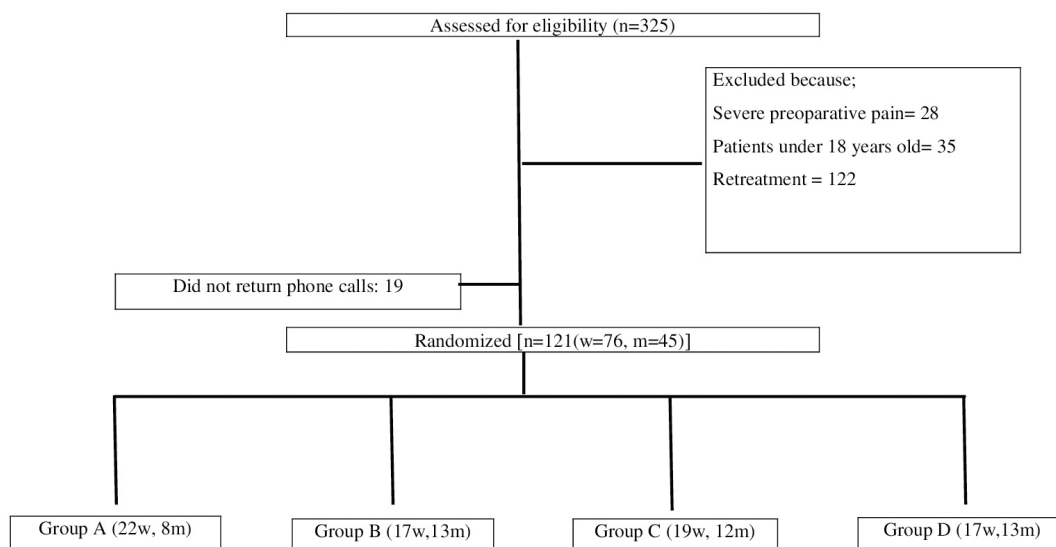 Assessed for eligibility (n=325)
Excluded because;
Severe preoparative pain= 28
Patients under 18 years old= 35
Retreatment = 122
Did not return phone calls: 19
Randomized [n=121(w=76, m=45)]
Group A (22w, 8m)
Group B (17w,13m)
Group C (19w, 12m)
Group D (17w,13m)